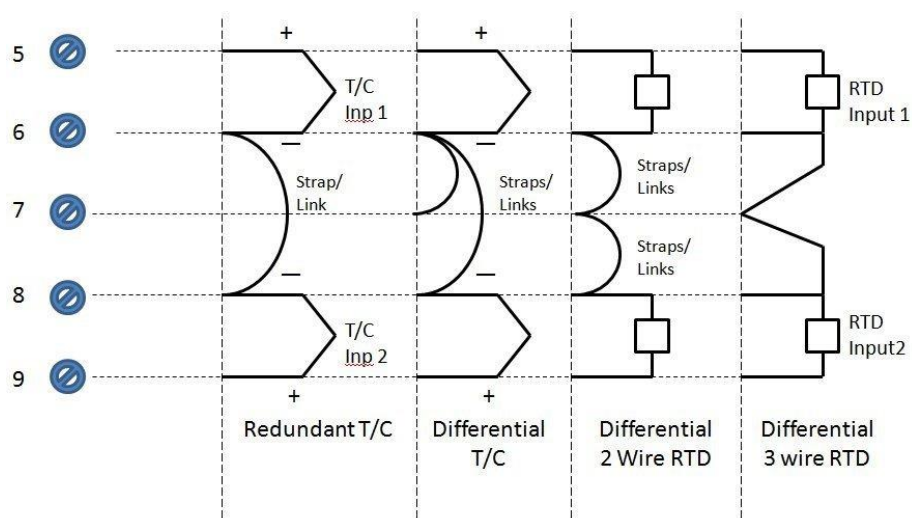 5
6
7
8
9
+
T/C
Inp 1
—
Strap/
Link
—
T/C
Inp 2
+
Redundant T/C
+
—
Straps/
Links
—
+
Differential
T/C
Straps/
Links
Straps/
Links
Differential
2 Wire RTD
RTD
Input 1
RTD
Input2
Differential
3 wire RTD